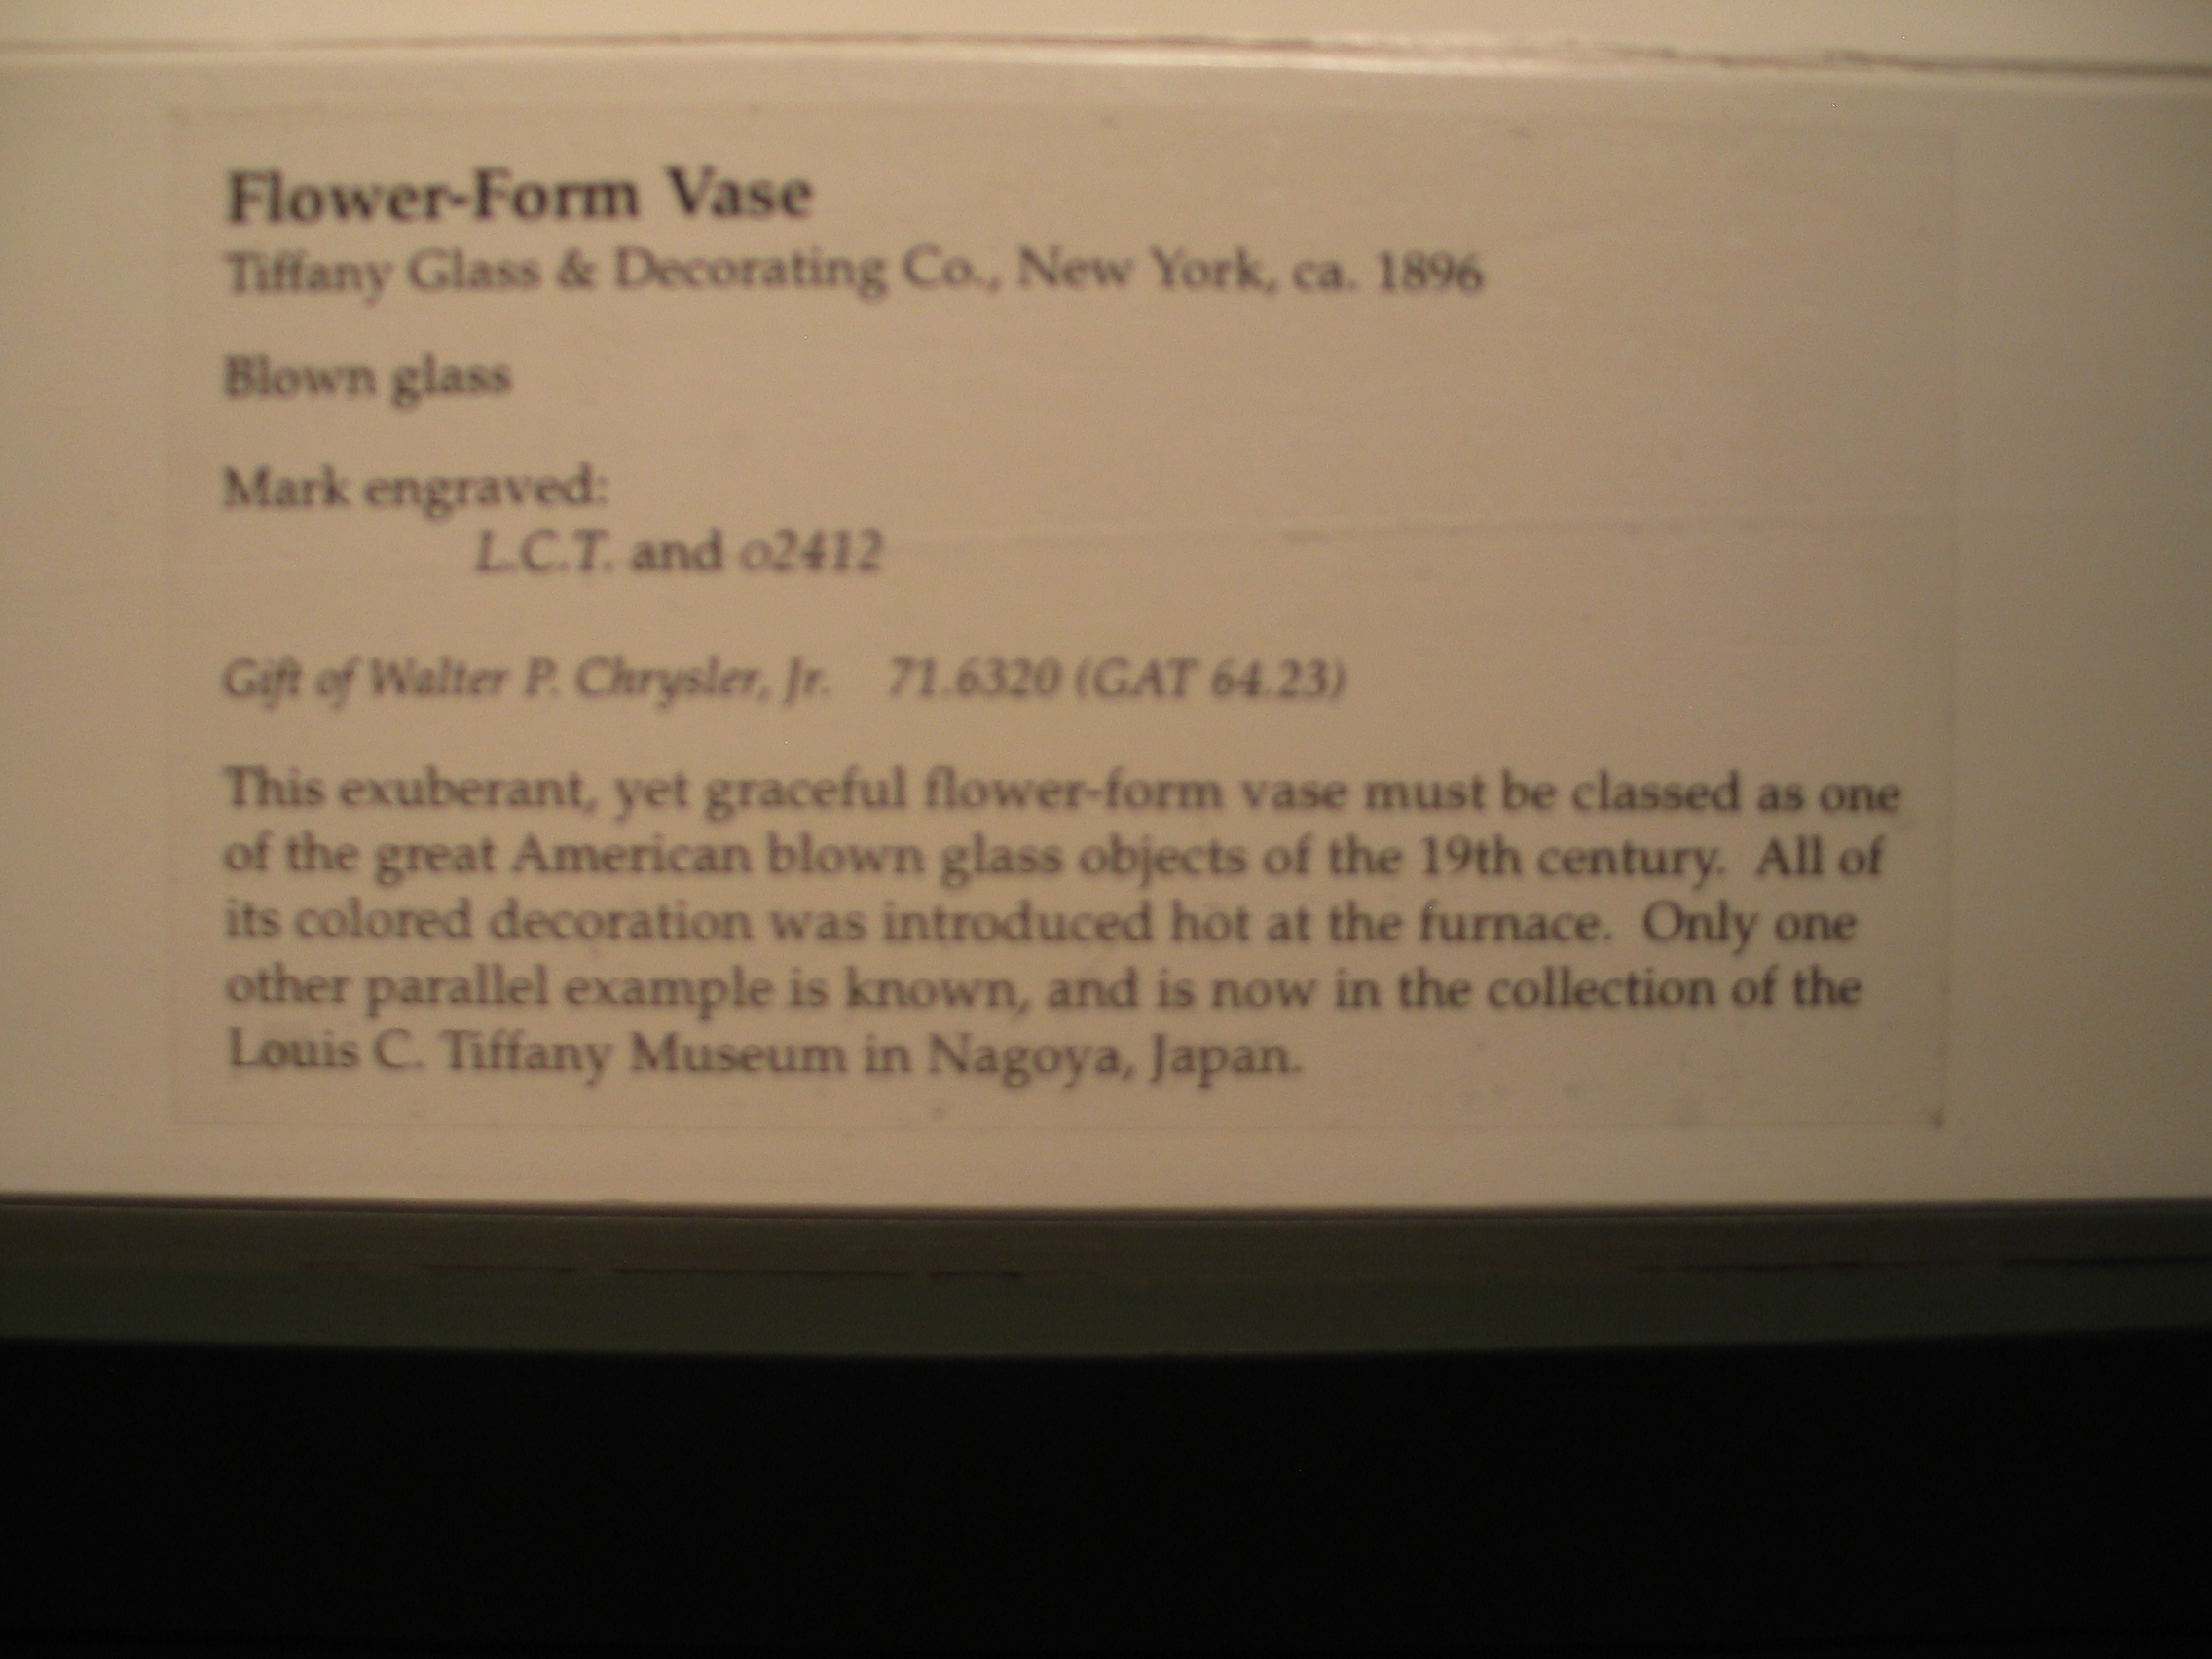 Flower-Form Vase
Tiffany Glass & Decorating Co., New York, ca. 1896
Blown glass
Mark engraved:
L.C.T. and o2412
Gift of Walter P. Chrysler, Jr. 71.6320 (GAT 64.23)
This exuberant, yet graceful flower-form vase must be classed as one
of the great American blown glass objects of the 19th century. All of
its colored decoration was introduced hot at the furnace. Only one
other parallel example is known, and is now in the collection of the
Louis C. Tiffany Museum in Nagoya, Japan.